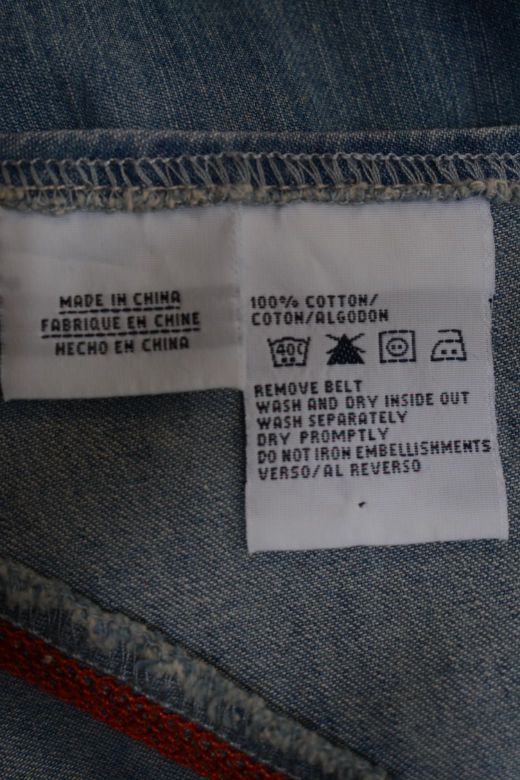 MADE IN CHINA
FABRIQUE EN CHINE
HECHO EN CHINA
100% COTTON/
COTON/ALGODON
40C
REMOVE BELT
WASH AND DRY INSIDE OUT
WASH SEPARATELY
DRY PROMPTLY
DO NOT IRON EMBELLISHMENTS
VERSO/AL REVERSO